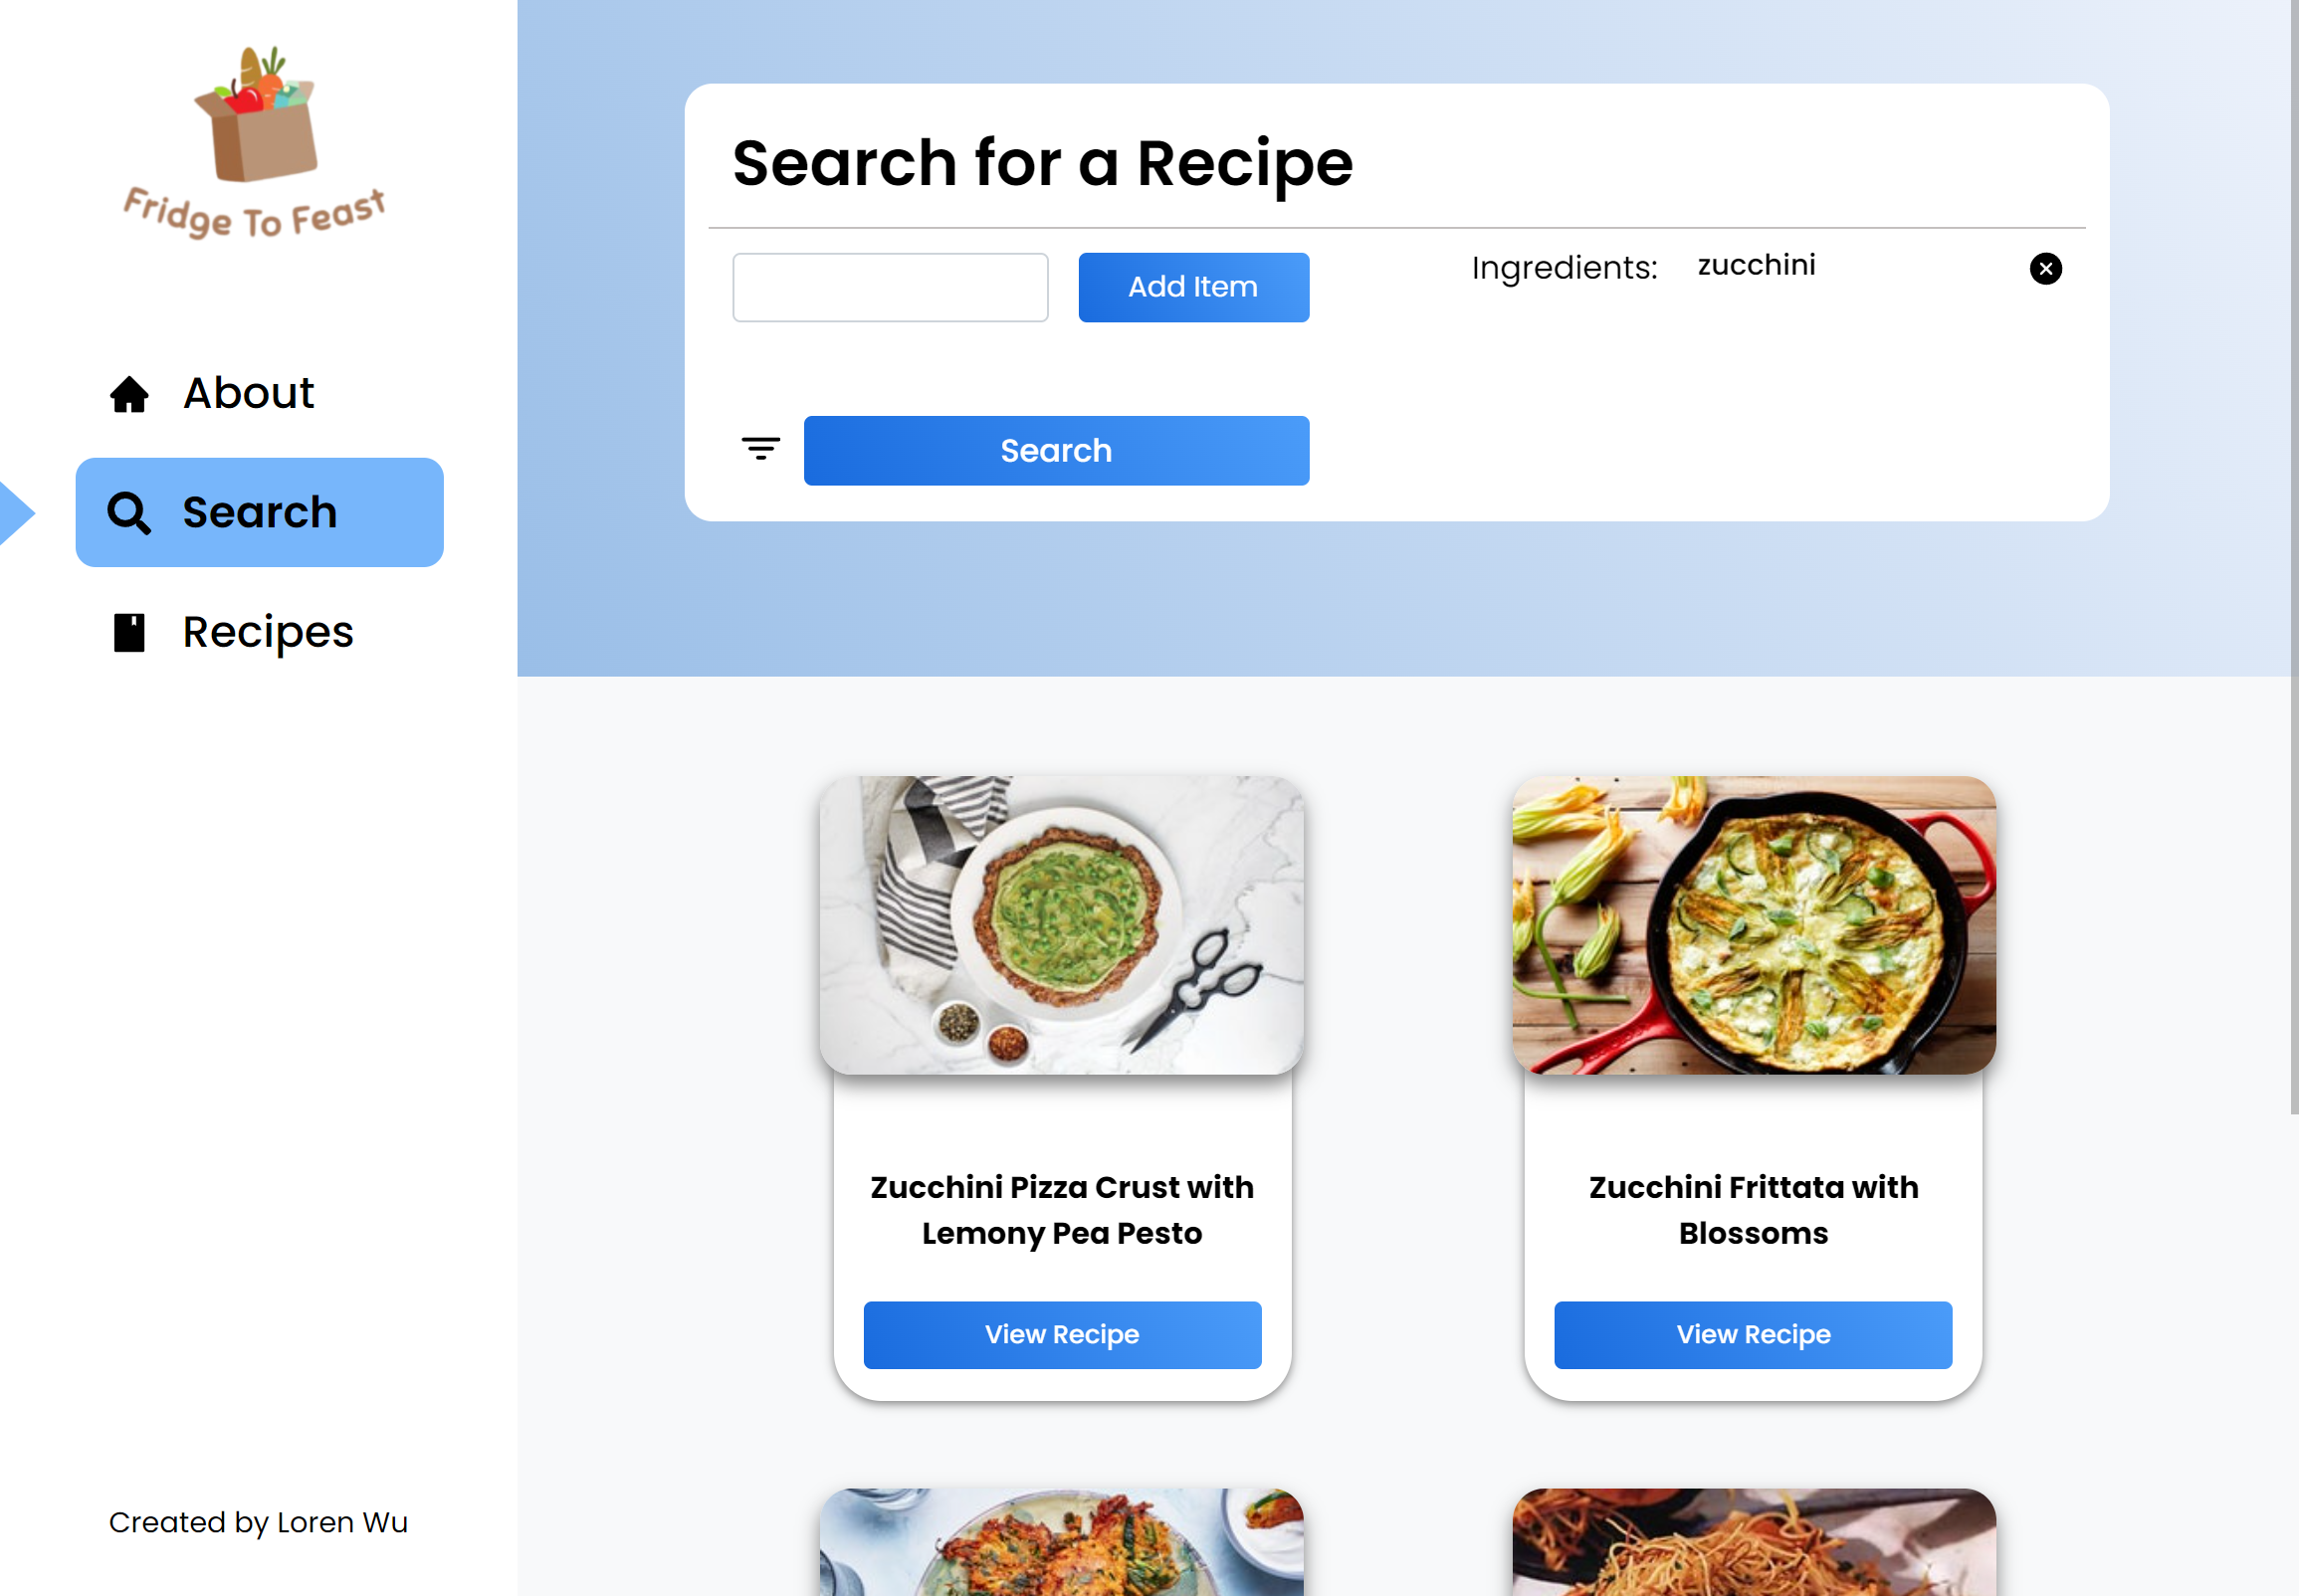 Fridge To Feast
About
Search
Recipes
Created by Loren Wu
Search for a Recipe
Add Item
Ingredients: zucchini
Search
Zucchini Pizza Crust with
Lemony Pea Pesto
View Recipe
Zucchini Frittata with
Blossoms
View Recipe